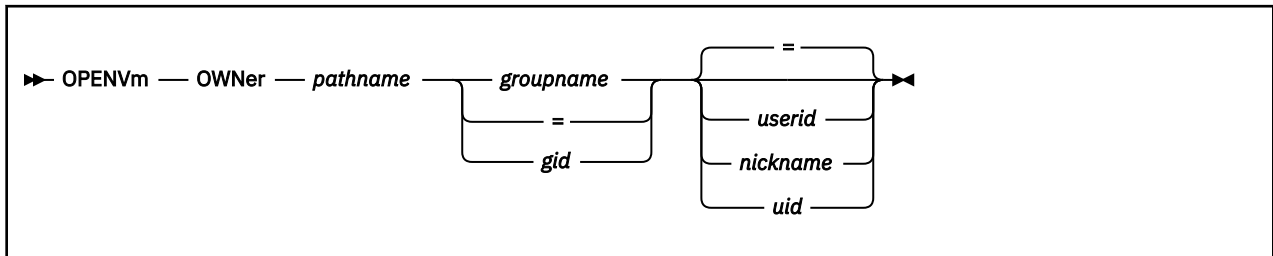 =
OPENVm OWNer pathname groupname
= userid
gid nickname
uid